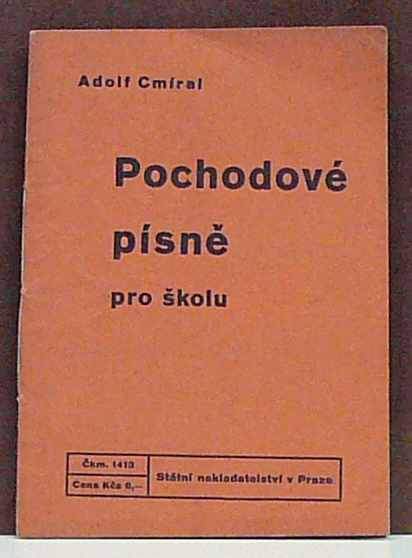 Adolf Cmíral
Pochodové
písně
pro školu
Čkm. 1413
Cena Kčs 6,—
Státní nakladatelství v Praze